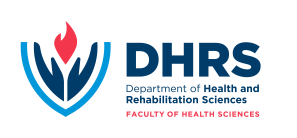 DHRS
Department of Health and
Rehabilitation Sciences
FACULTY OF HEALTH SCIENCES